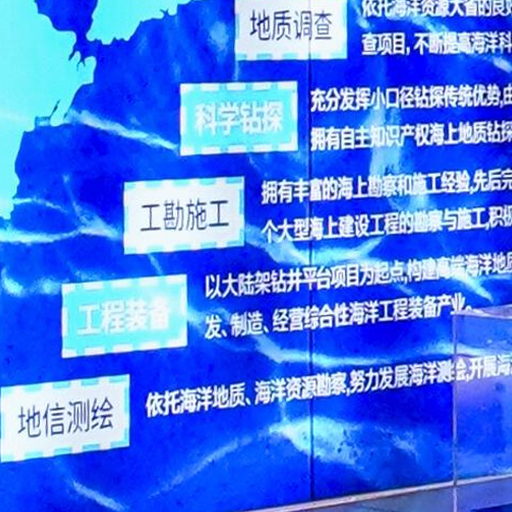 地质调查
依托海洋资源大省的良好
查项目, 不断提高海洋科
科学钻探
充分发挥小口径钻探传统优势,由
拥有自主知识产权海上地质钻探
工勘施工
拥有丰富的海上勘察和施工经验,先后完
个大型海上建设工程的勘察与施工,积极
工程装备
以大陆架钻井平台项目为起点,构建高端海洋地质
发、制造、经营综合性海洋工程装备产业。
地信测绘
依托海洋地质、海洋资源勘察,努力发展海洋测绘,开展海